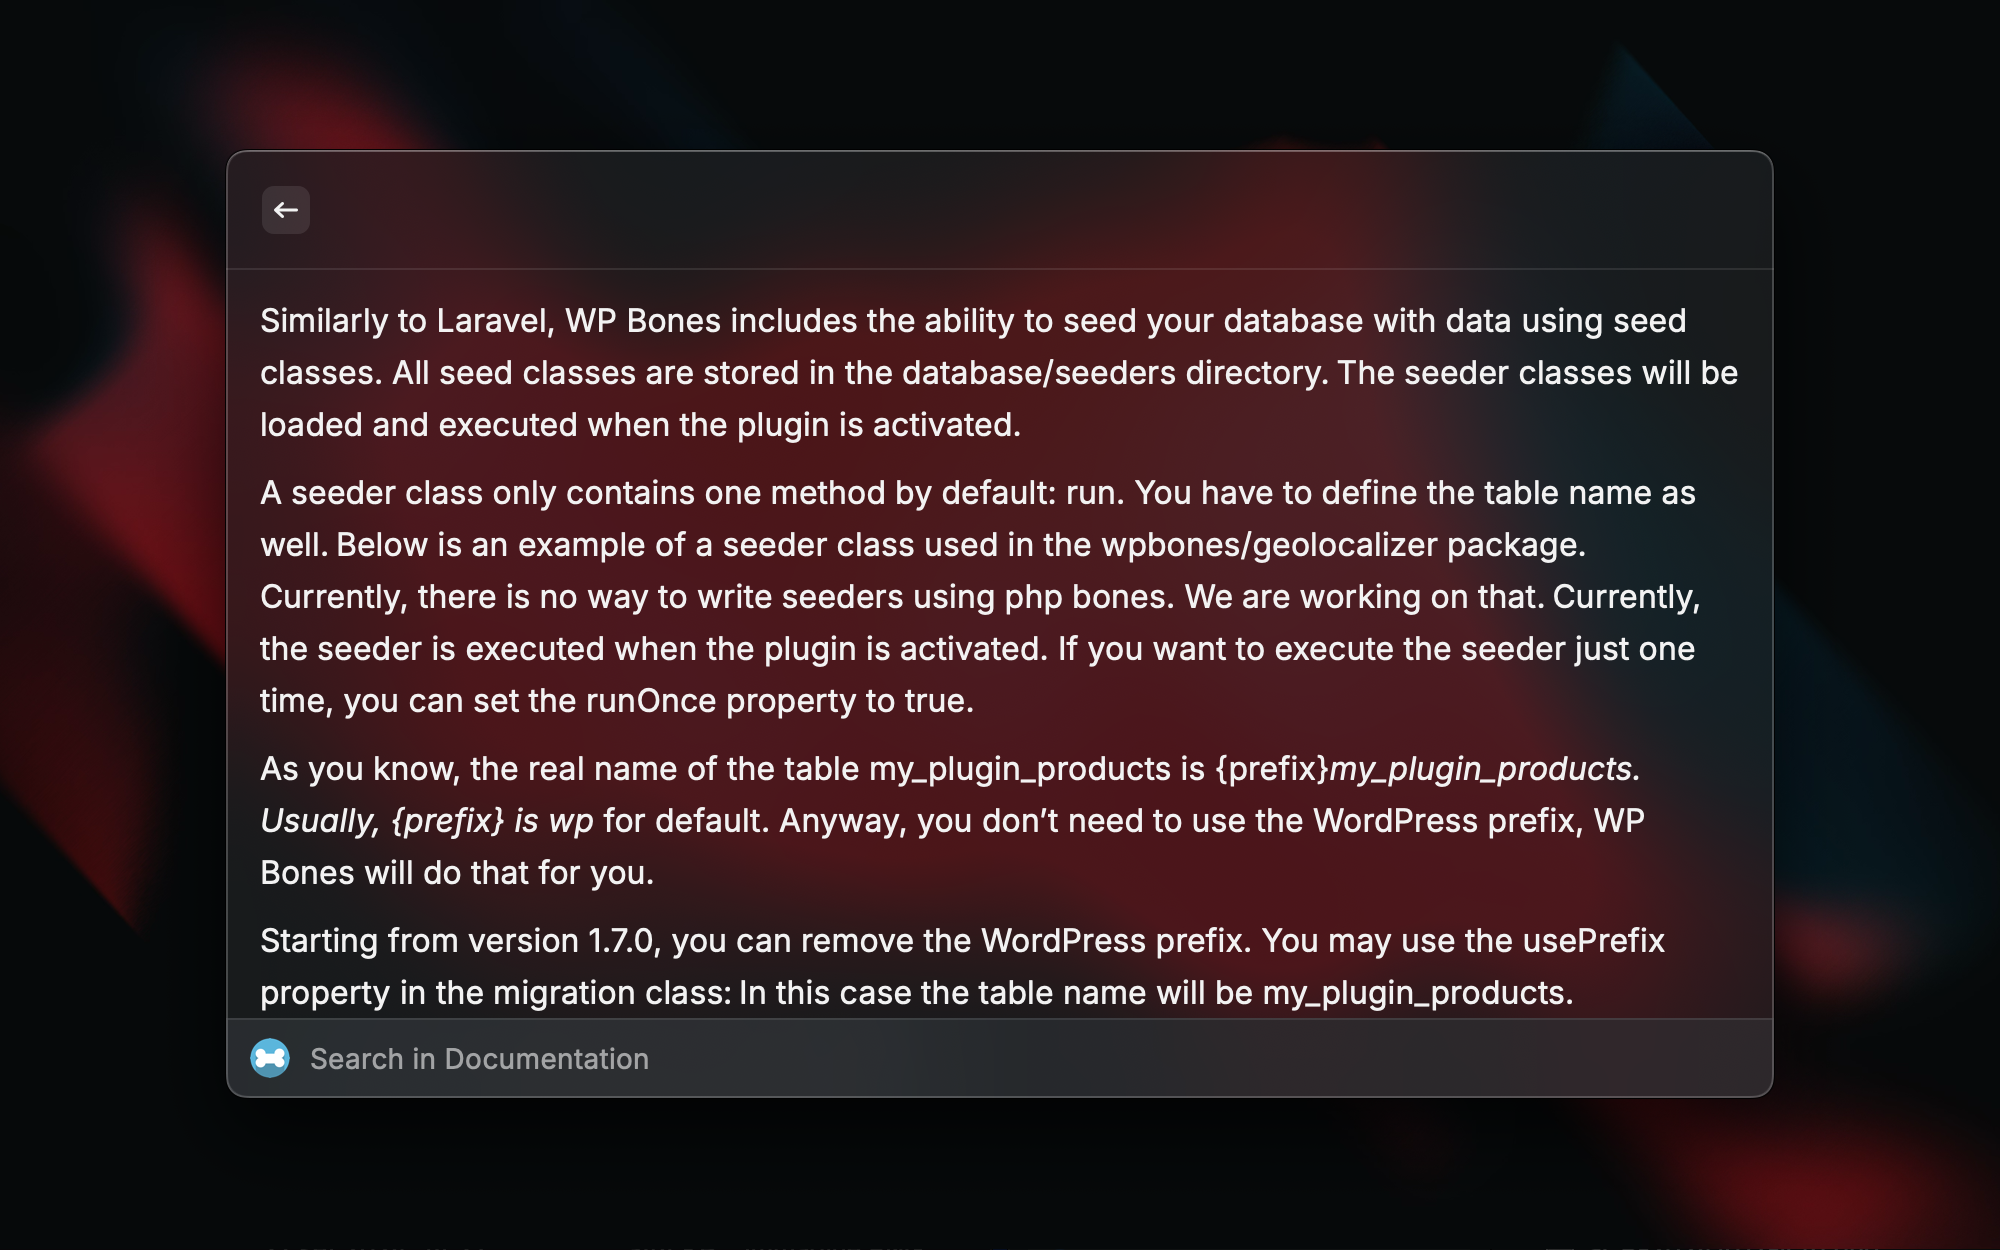 Similarly to Laravel, WP Bones includes the ability to seed your database with data using seed
classes. All seed classes are stored in the database/seeders directory. The seeder classes will be
loaded and executed when the plugin is activated.
A seeder class only contains one method by default: run. You have to define the table name as
well. Below is an example of a seeder class used in the wpbones/geolocalizer package.
Currently, there is no way to write seeders using php bones. We are working on that. Currently,
the seeder is executed when the plugin is activated. If you want to execute the seeder just one
time, you can set the runOnce property to true.
As you know, the real name of the table my_plugin_products is {prefix}my_plugin_products.
Usually, {prefix} is wp for default. Anyway, you don’t need to use the WordPress prefix, WP
Bones will do that for you.
Starting from version 1.7.0, you can remove the WordPress prefix. You may use the usePrefix
property in the migration class: In this case the table name will be my_plugin_products.
Search in Documentation